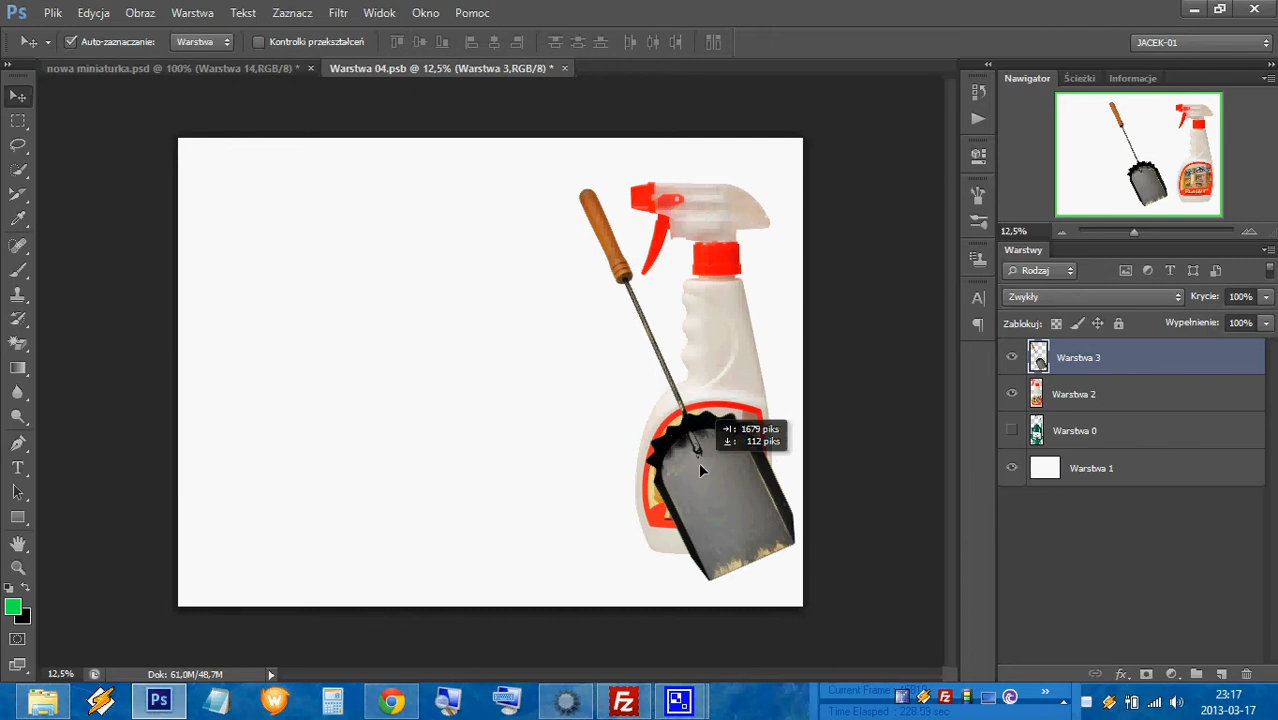 Ps Plik Edycja Obraz Warstwa Tekst Zaznacz Filtr Widok Okno Pomoc
Auto-zaznaczanie: Warstwa Kontrolki przekształceń JACEK-01
nowa miniaturka.psd @ 100% (Warstwa 14,RGB/8) * Warstwa 04.psb @ 12,5% (Warstwa 3,RGB/8) *
Nawigator Ścieżki Informacje
12,5%
Warstwy
Rodzaj
Zwykły Krycie: 100%
Zablokuj: Wypełnienie: 100%
Warstwa 3
Warstwa 2
Warstwa 0
Warstwa 1
1679 piks
112 piks
12,5% Dok: 61,0M/48,7M
Current Frame
Time Elasped
sec
23:17
2013-03-17